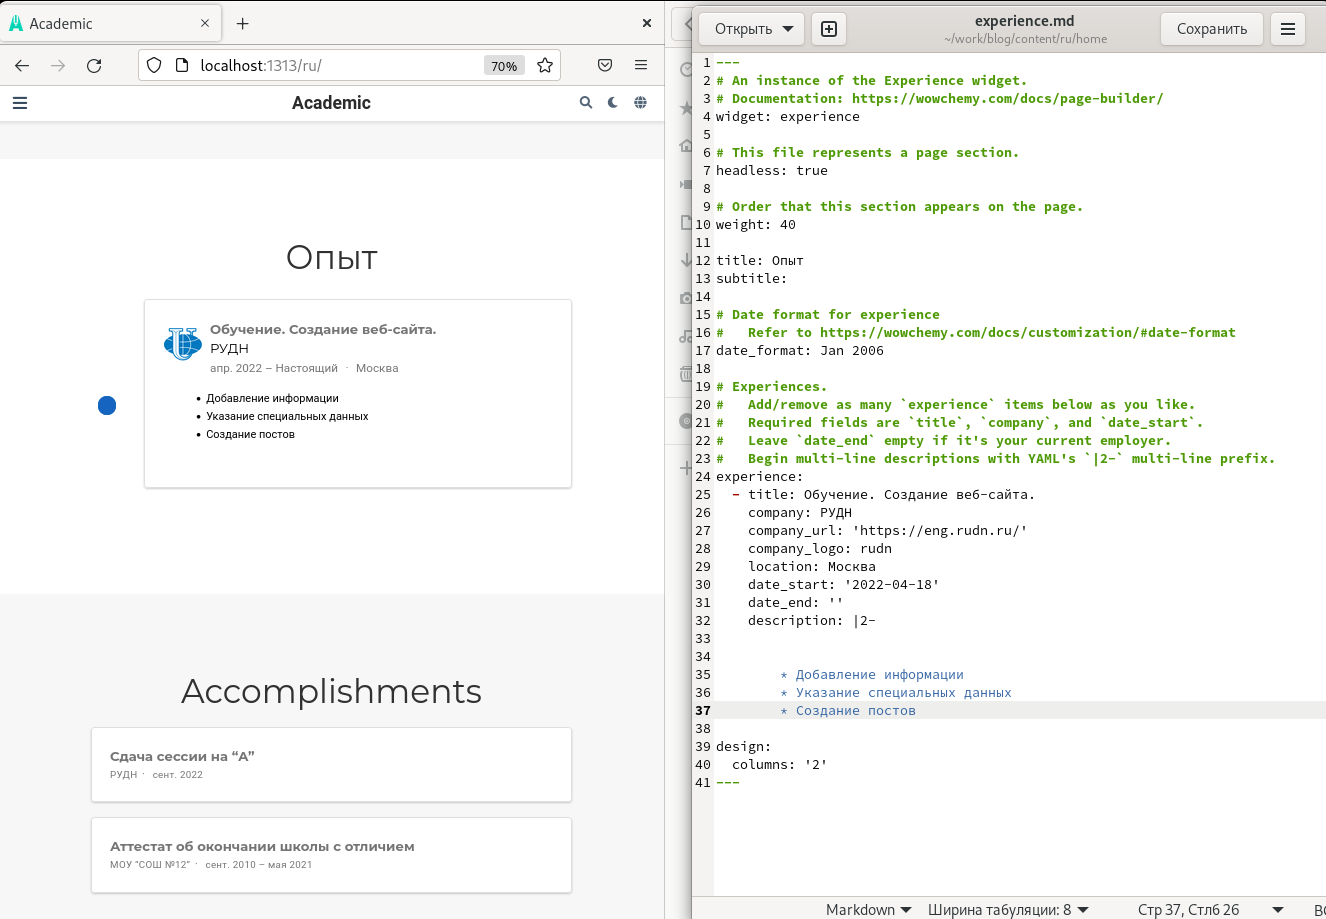 Academic
localhost:1313/ru/
70%
Academic
Опыт
Обучение. Создание веб-сайта.
РУДН
апр. 2022 – Настоящий · Москва
• Добавление информации
• Указание специальных данных
• Создание постов
Accomplishments
Сдача сессии на “А”
РУДН · сент. 2022
Аттестат об окончании школы с отличием
МОУ “СОШ №12” · сент. 2010 – мая 2021
Открыть
experience.md
~/work/blog/content/ru/home
Сохранить
1 ---
2 # An instance of the Experience widget.
3 # Documentation: https://wowchemy.com/docs/page-builder/
4 widget: experience
5
6 # This file represents a page section.
7 headless: true
8
9 # Order that this section appears on the page.
10 weight: 40
11
12 title: Опыт
13 subtitle:
14
15 # Date format for experience
16 #   Refer to https://wowchemy.com/docs/customization/#date-format
17 date_format: Jan 2006
18
19 # Experiences.
20 #   Add/remove as many `experience` items below as you like.
21 #   Required fields are `title`, `company`, and `date_start`.
22 #   Leave `date_end` empty if it's your current employer.
23 #   Begin multi-line descriptions with YAML's `|2-` multi-line prefix.
24 experience:
25   - title: Обучение. Создание веб-сайта.
26     company: РУДН
27     company_url: 'https://eng.rudn.ru/'
28     company_logo: rudn
29     location: Москва
30     date_start: '2022-04-18'
31     date_end: ''
32     description: |2-
33
34
35         * Добавление информации
36         * Указание специальных данных
37         * Создание постов
38
39 design:
40   columns: '2'
41 ---
Markdown Ширина табуляции: 8 Стр 37, Стлб 26